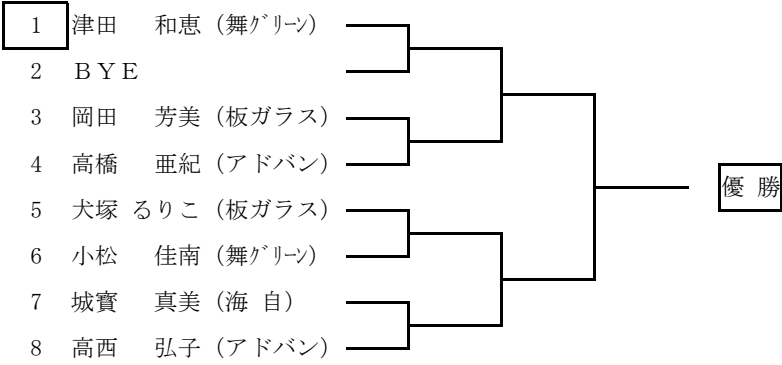 1 津田 和恵（舞ｸﾞﾘｰﾝ）
2 ＢＹＥ
3 岡田 芳美（板ガラス）
4 高橋 亜紀（アドバン）
優 勝
5 犬塚 るりこ（板ガラス）
6 小松 佳南（舞ｸﾞﾘｰﾝ）
7 城寳 真美（海 自）
8 高西 弘子（アドバン）